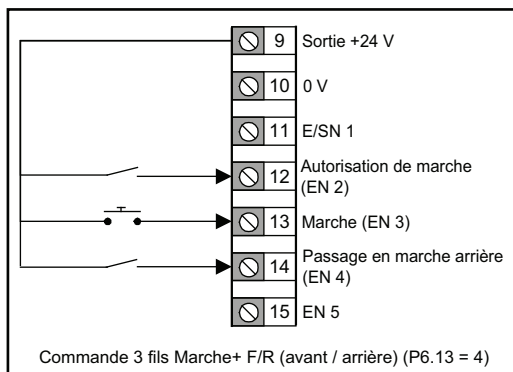 9 Sortie +24 V
10 0 V
11 E/SN 1
12 Autorisation de marche
(EN 2)
13 Marche (EN 3)
14 Passage en marche arrière
(EN 4)
15 EN 5
Commande 3 fils Marche+ F/R (avant / arrière) (P6.13 = 4)